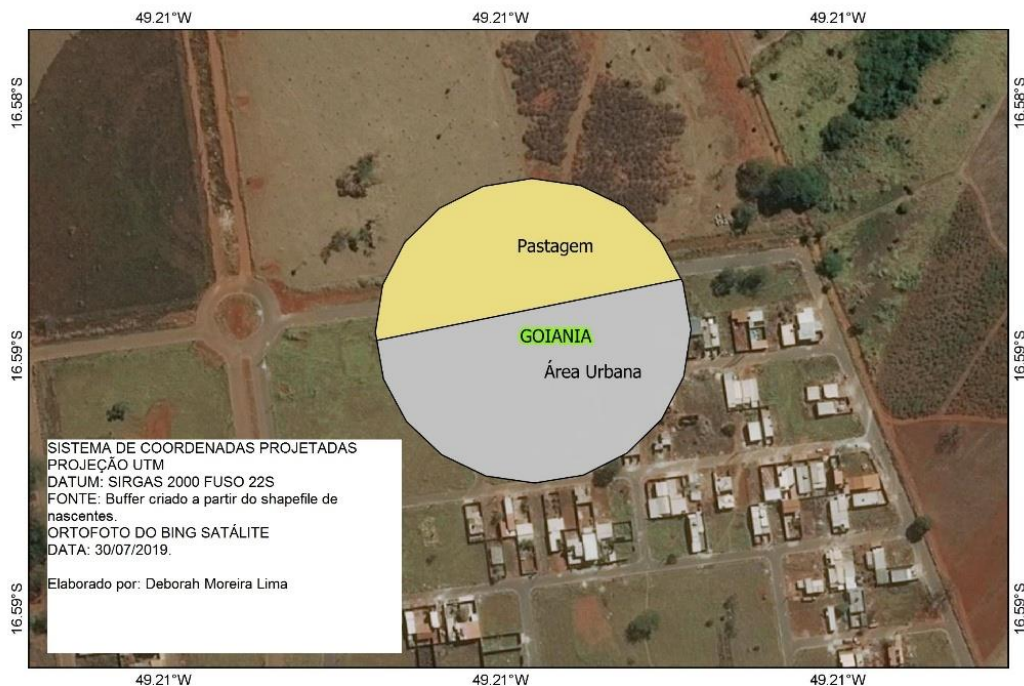 49.21°W
49.21°W
49.21°W
16.58°S
16.58°S
Pastagem
GOIANIA
Área Urbana
16.59°S
16.59°S
SISTEMA DE COORDENADAS PROJETADAS
PROJEÇÃO UTM
DATUM: SIRGAS 2000 FUSO 22S
FONTE: Buffer criado a partir do shapefile de
nascentes.
ORTOFOTO DO BING SATÁLITE
DATA: 30/07/2019.
Elaborado por: Deborah Moreira Lima
16.59°S
16.59°S
49.21°W
49.21°W
49.21°W